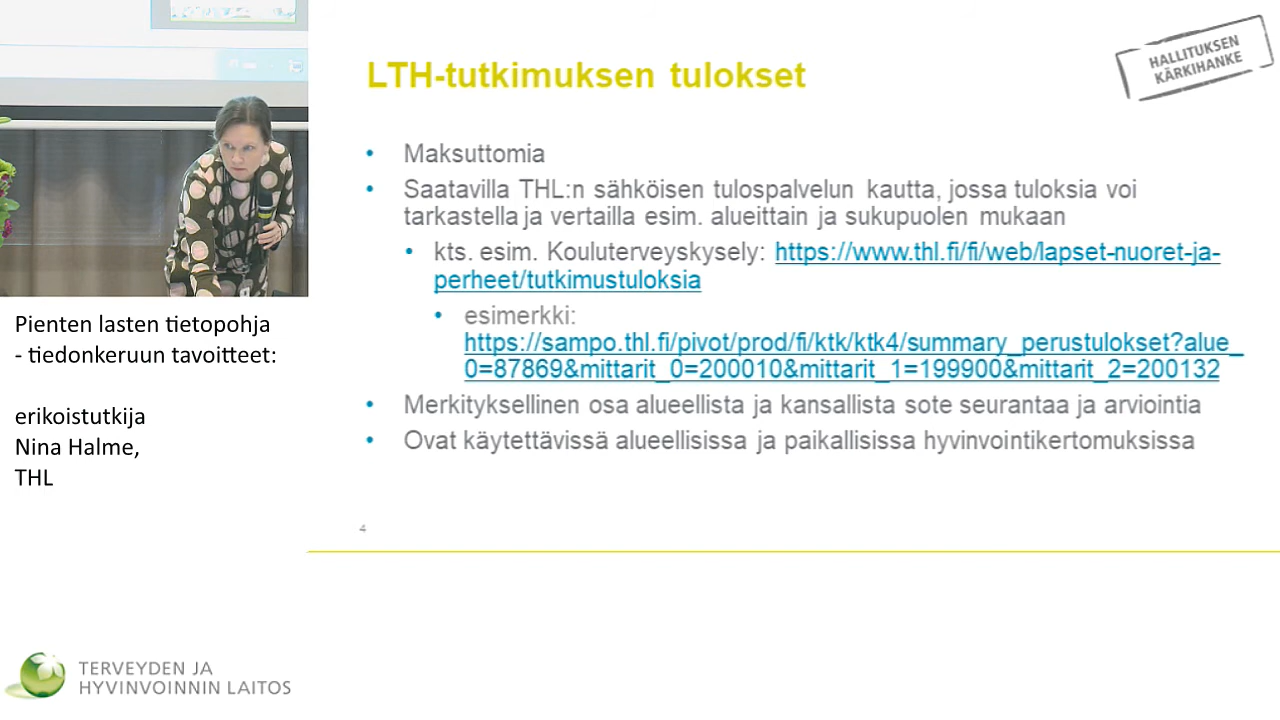 HALLITUKSEN
KÄRKIHANKE
LTH-tutkimuksen tulokset
• Maksuttomia
• Saatavilla THL:n sähköisen tulospalvelun kautta, jossa tuloksia voi
tarkastella ja vertailla esim. alueittain ja sukupuolen mukaan
• kts. esim. Kouluterveyskysely: https://www.thl.fi/fi/web/lapset-nuoret-ja-
perheet/tutkimustuloksia
• esimerkki:
https://sampo.thl.fi/pivot/prod/fi/ktk/ktk4/summary_perustulokset?alue_
0=87869&mittarit_0=200010&mittarit_1=199900&mittarit_2=200132
• Merkityksellinen osa alueellista ja kansallista sote seurantaa ja arviointia
• Ovat käytettävissä alueellisissa ja paikallisissa hyvinvointikertomuksissa
4
Pienten lasten tietopohja
- tiedonkeruun tavoitteet:
erikoistutkija
Nina Halme,
THL
TERVEYDEN JA
HYVINVOINNIN LAITOS